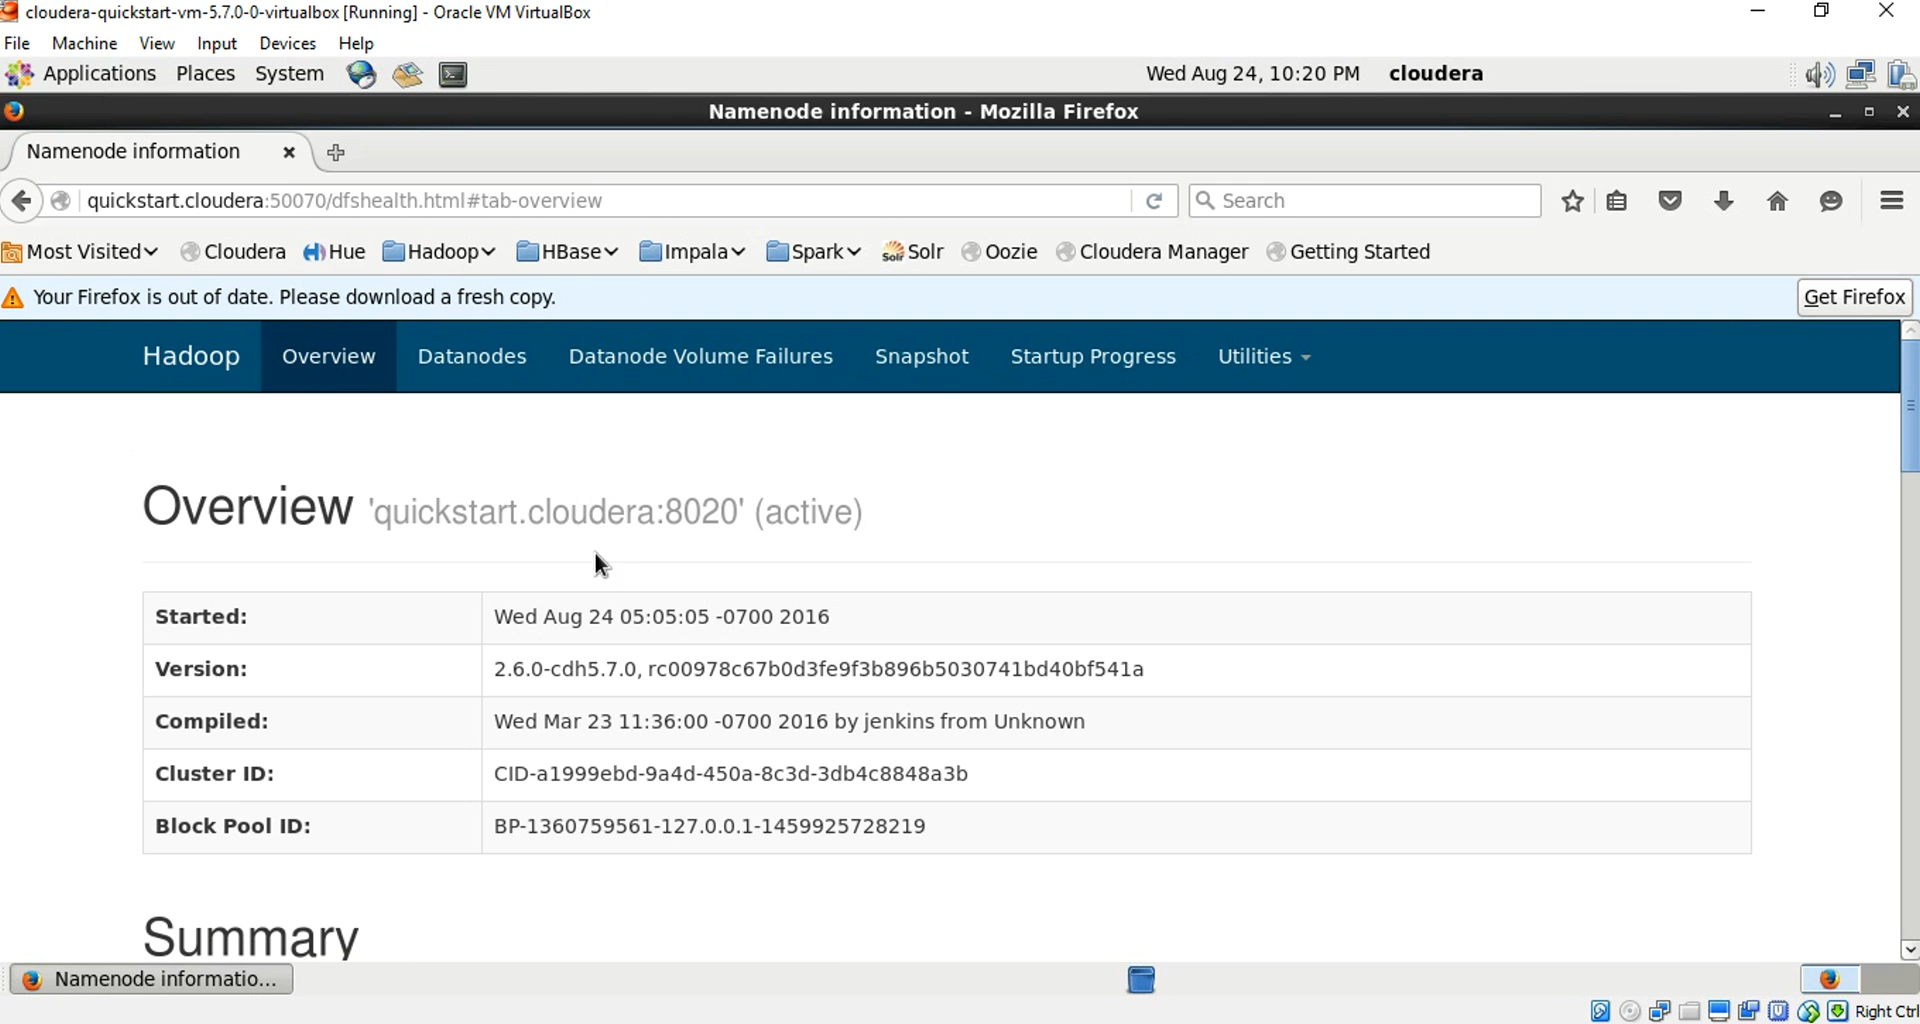 cloudera-quickstart-vm-5.7.0-0-virtualbox [Running] - Oracle VM VirtualBox
File Machine View Input Devices Help
Applications Places System Wed Aug 24, 10:20 PM cloudera
Namenode information - Mozilla Firefox
Namenode information
quickstart.cloudera:50070/dfshealth.html#tab-overview Search
Most Visited Cloudera Hue Hadoop HBase Impala Spark Solr Solr Oozie Cloudera Manager Getting Started
Your Firefox is out of date. Please download a fresh copy. Get Firefox
Hadoop Overview Datanodes Datanode Volume Failures Snapshot Startup Progress Utilities
Overview 'quickstart.cloudera:8020' (active)
Started: Wed Aug 24 05:05:05 -0700 2016
Version: 2.6.0-cdh5.7.0, rc00978c67b0d3fe9f3b896b5030741bd40bf541a
Compiled: Wed Mar 23 11:36:00 -0700 2016 by jenkins from Unknown
Cluster ID: CID-a1999ebd-9a4d-450a-8c3d-3db4c8848a3b
Block Pool ID: BP-1360759561-127.0.0.1-1459925728219
Summary
Namenode informatio...
Right Ctrl